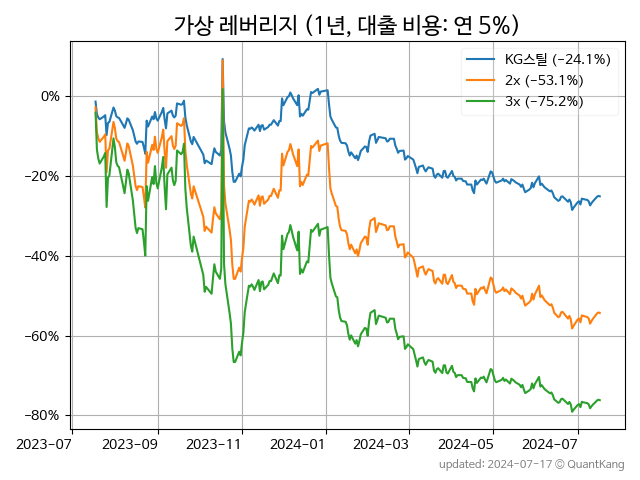 가상 레버리지 (1년, 대출 비용: 연 5%)
KG스틸 (−24.1%)
2x (−53.1%)
3x (−75.2%)
0%
−20%
−40%
−60%
−80%
2023−07 2023−09 2023−11 2024−01 2024−03 2024−05 2024−07
updated: 2024−07−17 © QuantKang